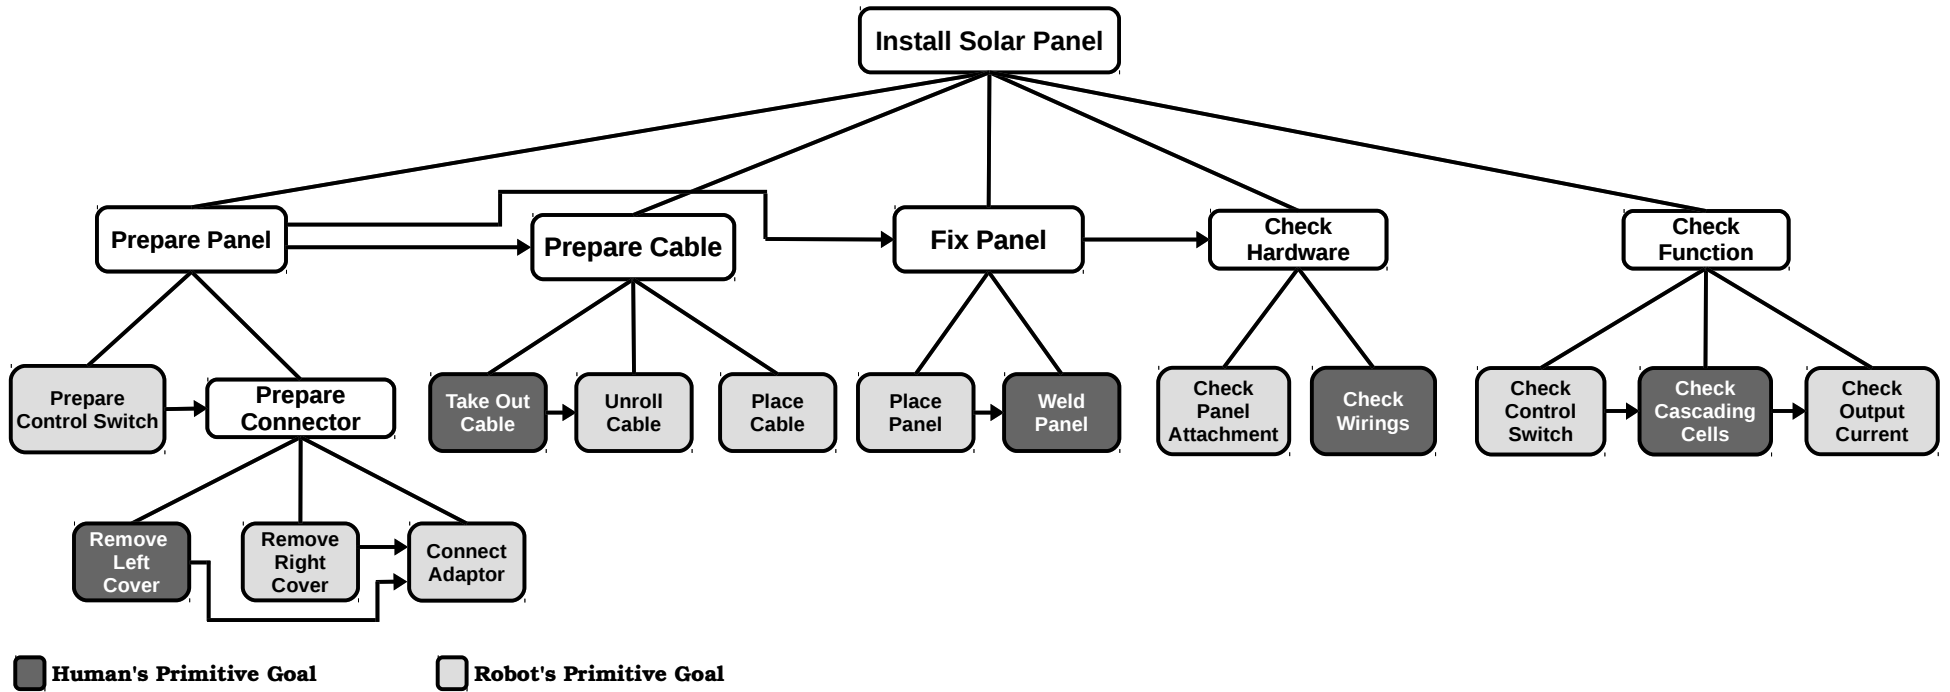 Install Solar Panel
Prepare Panel
Prepare Cable
Fix Panel
Check
Hardware
Check
Function
Prepare
Control Switch
Prepare
Connector
Take Out
Cable
Unroll
Cable
Place
Cable
Place
Panel
Weld
Panel
Check
Panel
Attachment
Check
Wirings
Check
Control
Switch
Check
Cascading
Cells
Check
Output
Current
Remove
Left
Cover
Remove
Right
Cover
Connect
Adaptor
Human's Primitive Goal
Robot's Primitive Goal